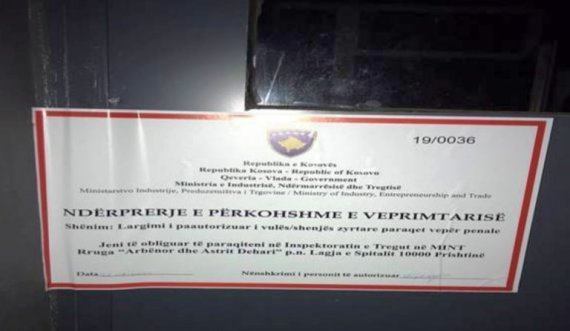 19/0036
Republika e Kosovës
Republika Kosova - Republic of Kosovo
Qeveria - Vlada - Government
Ministria e Industrisë, Ndërmarrësisë dhe Tregtisë
Ministarstvo Industrije, Preduzemništva i Trgovine / Ministry of Industry, Entrepreneurship and Trade
NDËRPRERJE E PËRKOHSHME E VEPRIMTARISË
Shënim: Largimi i paautorizuar i vulës/shenjës zyrtare paraqet vepër penale
Jeni të obliguar të paraqiteni në Inspektoratin e Tregut në MINT
Rruga "Arbënor dhe Astrit Dehari" p.n. Lagja e Spitalit 10000 Prishtinë
Data
Nënshkrimi i personit të autorizuar